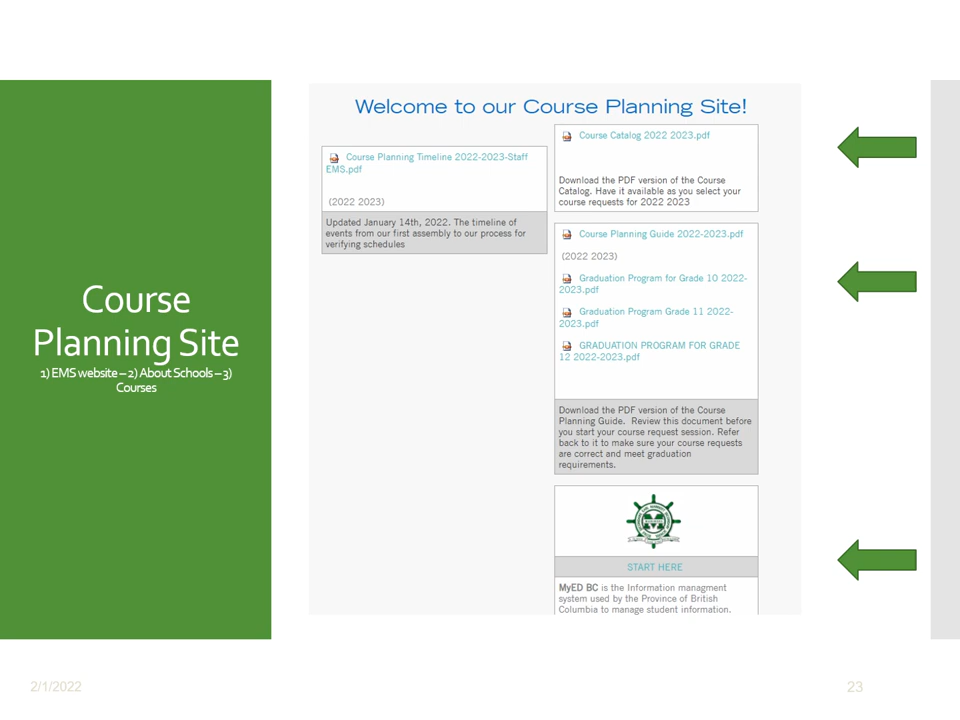 Course
Planning Site
1) EMS website – 2) About Schools – 3)
Courses
Welcome to our Course Planning Site!
Course Planning Timeline 2022-2023-Staff
EMS.pdf
(2022 2023)
Updated January 14th, 2022. The timeline of
events from our first assembly to our process for
verifying schedules
Course Catalog 2022 2023.pdf
Download the PDF version of the Course
Catalog. Have it available as you select your
course requests for 2022 2023
Course Planning Guide 2022-2023.pdf
(2022 2023)
Graduation Program for Grade 10 2022-
2023.pdf
Graduation Program Grade 11 2022-
2023.pdf
GRADUATION PROGRAM FOR GRADE
12 2022-2023.pdf
Download the PDF version of the Course
Planning Guide. Review this document before
you start your course request session. Refer
back to it to make sure your course requests
are correct and meet graduation
requirements.
START HERE
MyED BC is the Information managment
system used by the Province of British
Columbia to manage student information.
2/1/2022
23